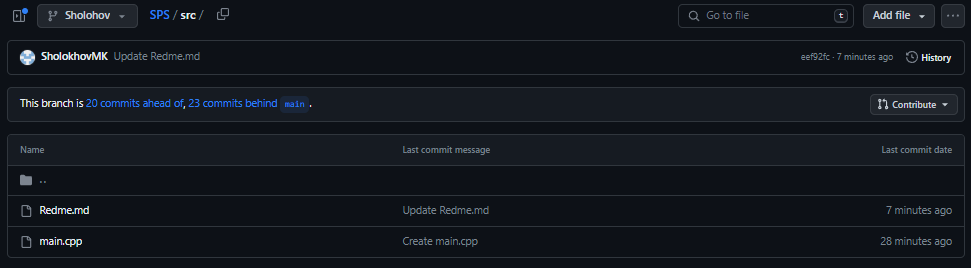 Sholohov SPS / src / Go to file t Add file ...
SholokhovMK Update Redme.md eef92fc · 7 minutes ago History
This branch is 20 commits ahead of, 23 commits behind main . Contribute
Name Last commit message Last commit date
..
Redme.md Update Redme.md 7 minutes ago
main.cpp Create main.cpp 28 minutes ago